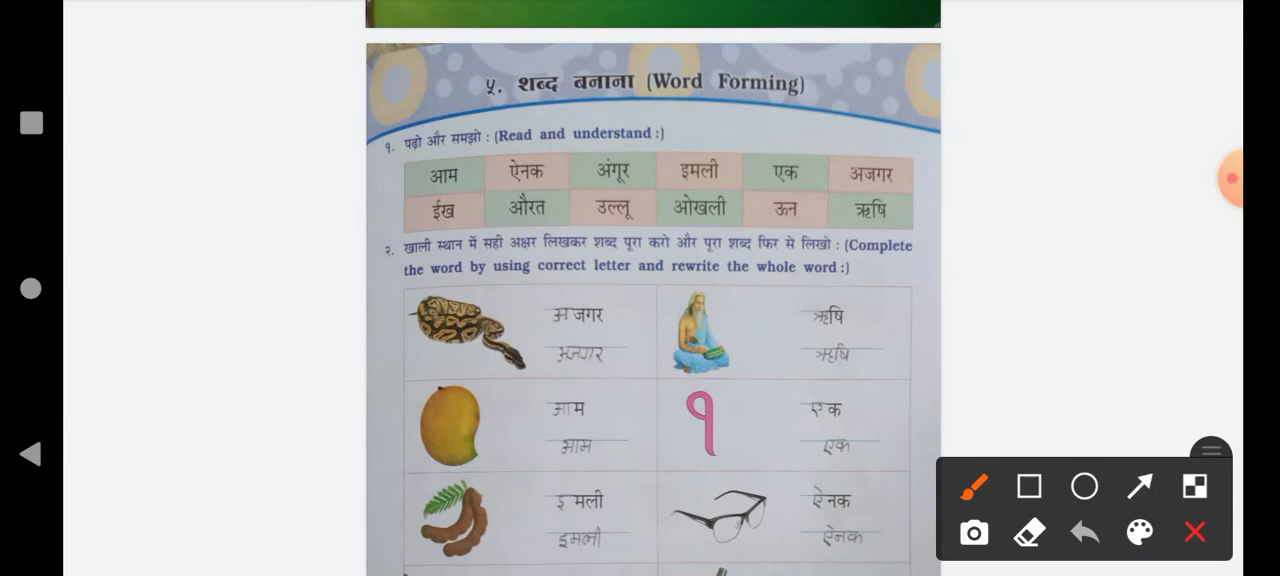 ५. शब्द बनाना (Word Forming)
१. पढ़ो और समझो : (Read and understand :)
आम ऐनक अंगूर इमली एक अजगर
ईख औरत उल्लू ओखली ऊन ऋषि
२. खाली स्थान में सही अक्षर लिखकर शब्द पूरा करो और पूरा शब्द फिर से लिखो : (Complete
the word by using correct letter and rewrite the whole word :)
अजगर ऋषि
अजगर ऋषि
आम १ एक
आम एक
इमली ऐनक
इमली ऐनक